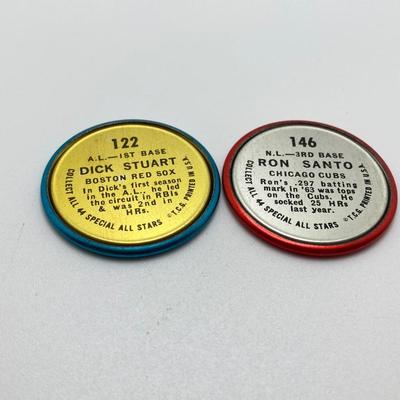 122
A.L.—1ST BASE
DICK STUART
BOSTON RED SOX
In Dick's first season
in the A.L., he led
the circuit in RBIs
& was 2nd in
HRs.
COLLECT ALL 44 SPECIAL ALL STARS
©T.C.G. PRINTED IN U.S.A.
146
N.L.—3RD BASE
RON SANTO
CHICAGO CUBS
Ron's .297 batting
mark in '63 was tops
on the Cubs. He
socked 25 HRs
last year.
COLLECT ALL 44 SPECIAL ALL STARS
©T.C.G. PRINTED IN U.S.A.